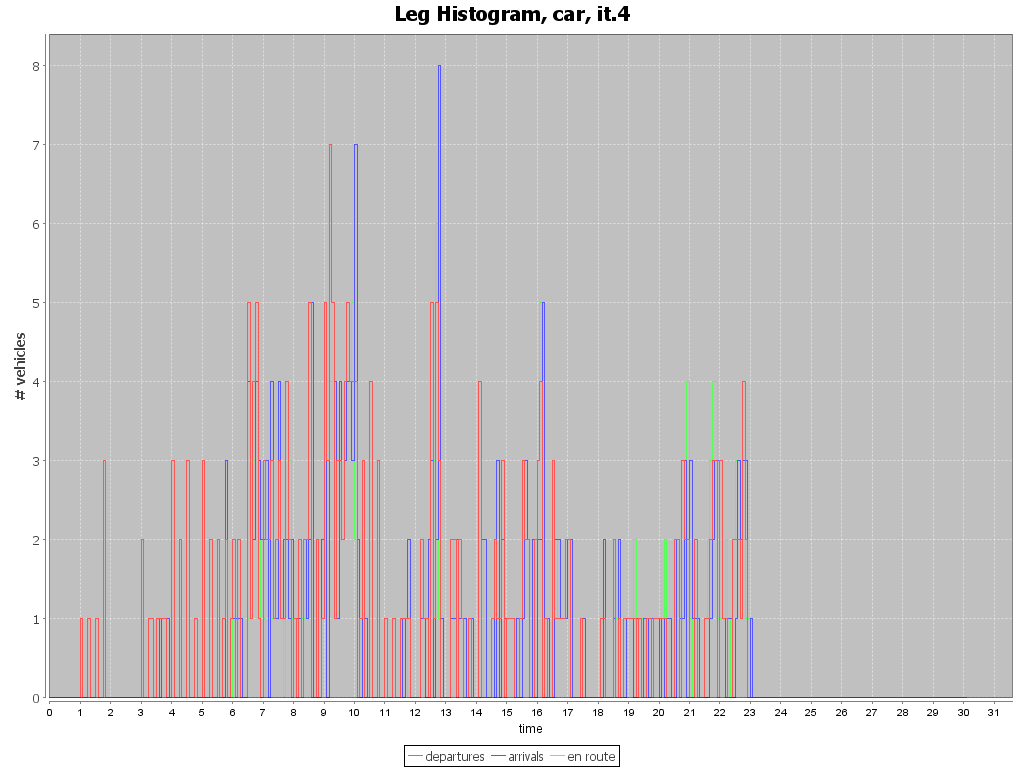 Leg Histogram, car, it.4
# vehicles
8
7
6
5
4
3
2
1
0
0 1 2 3 4 5 6 7 8 9 10 11 12 13 14 15 16 17 18 19 20 21 22 23 24 25 26 27 28 29 30 31
time
departures arrivals en route